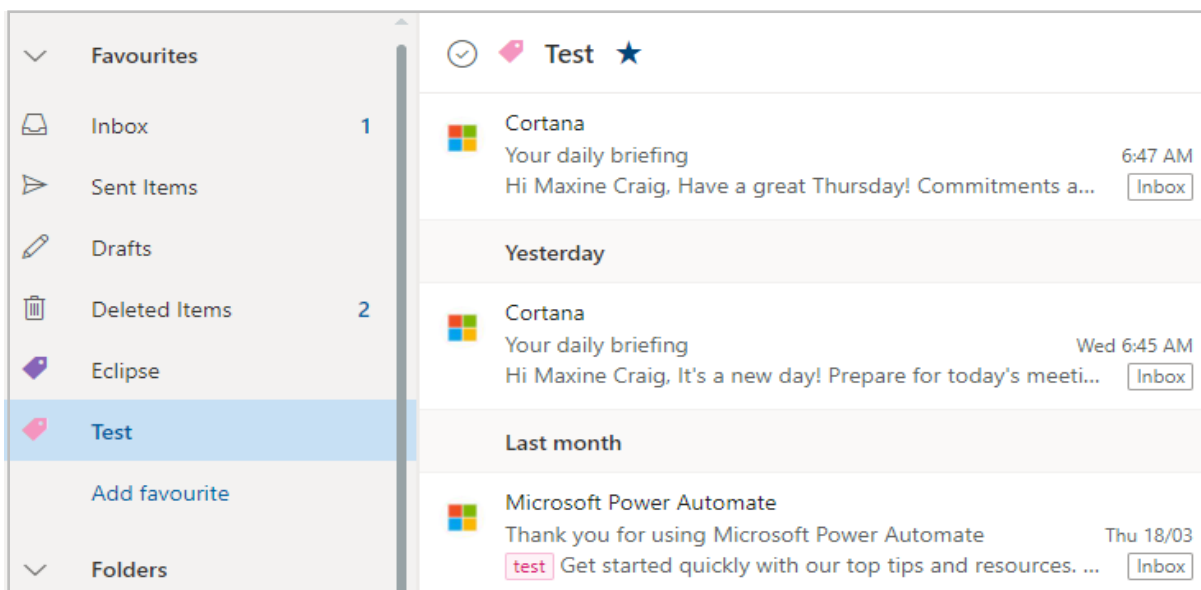 Favourites
Inbox 1
Sent Items
Drafts
Deleted Items 2
Eclipse
Test
Add favourite
Folders
Test
Cortana
Your daily briefing 6:47 AM
Hi Maxine Craig, Have a great Thursday! Commitments a... Inbox
Yesterday
Cortana
Your daily briefing Wed 6:45 AM
Hi Maxine Craig, It's a new day! Prepare for today's meeti... Inbox
Last month
Microsoft Power Automate
Thank you for using Microsoft Power Automate Thu 18/03
test Get started quickly with our top tips and resources. ... Inbox